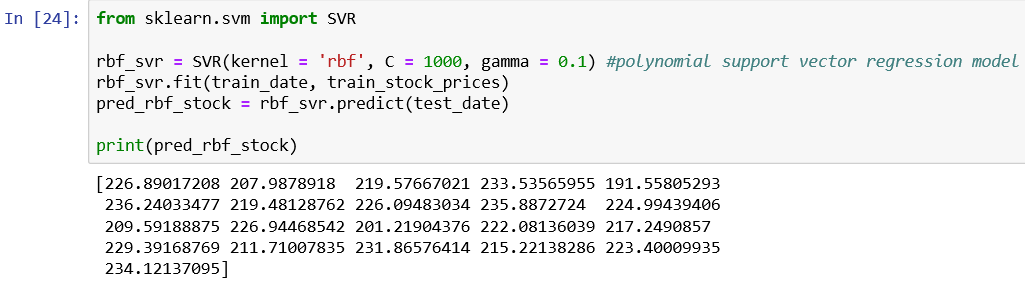 In [24]: from sklearn.svm import SVR
rbf_svr = SVR(kernel = 'rbf', C = 1000, gamma = 0.1) #polynomial support vector regression model
rbf_svr.fit(train_date, train_stock_prices)
pred_rbf_stock = rbf_svr.predict(test_date)
print(pred_rbf_stock)
[226.89017208 207.9878918  219.57667021 233.53565955 191.55805293
 236.24033477 219.48128762 226.09483034 235.8872724  224.99439406
 209.59188875 226.94468542 201.21904376 222.08136039 217.2490857
 229.39168769 211.71007835 231.86576414 215.22138286 223.40009935
 234.12137095]